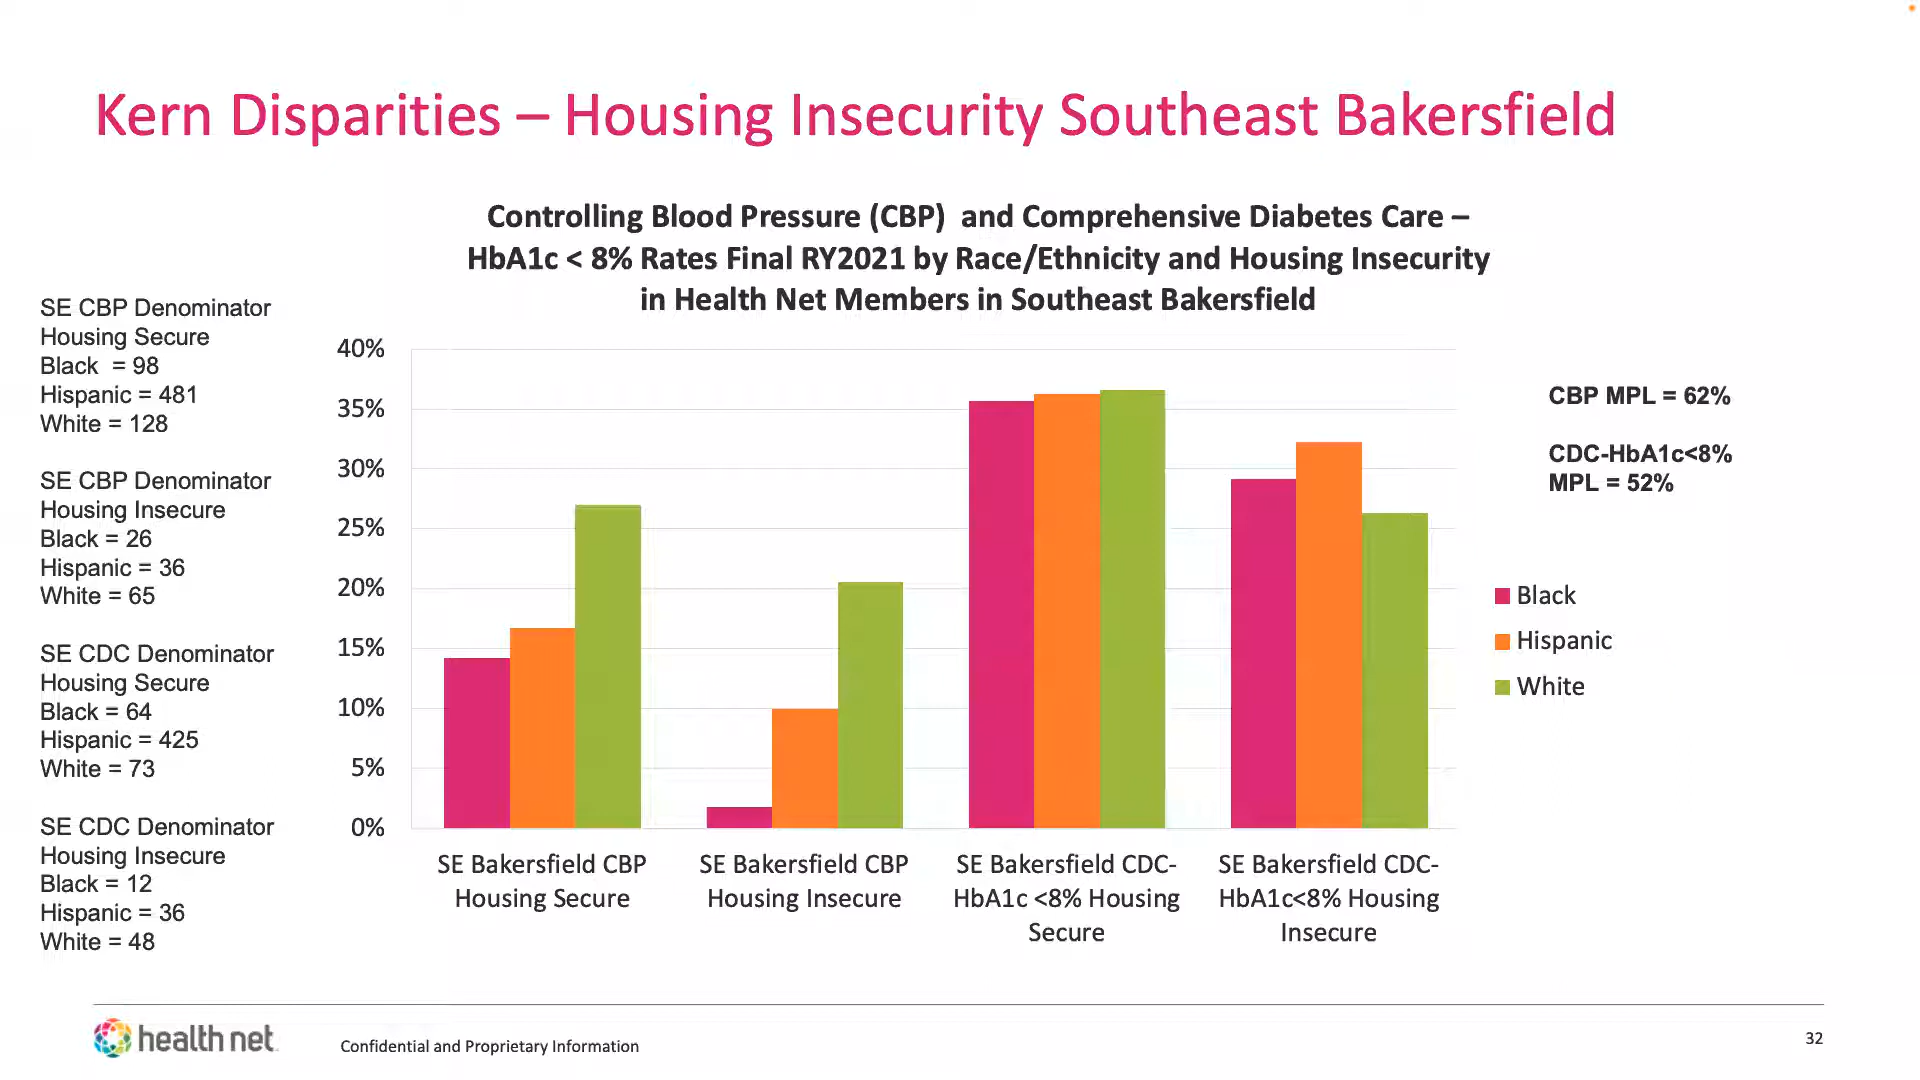 Kern Disparities – Housing Insecurity Southeast Bakersfield
Controlling Blood Pressure (CBP)  and Comprehensive Diabetes Care –
HbA1c < 8% Rates Final RY2021 by Race/Ethnicity and Housing Insecurity
in Health Net Members in Southeast Bakersfield
SE CBP Denominator
Housing Secure
Black  = 98
Hispanic = 481
White = 128
SE CBP Denominator
Housing Insecure
Black = 26
Hispanic = 36
White = 65
SE CDC Denominator
Housing Secure
Black = 64
Hispanic = 425
White = 73
SE CDC Denominator
Housing Insecure
Black = 12
Hispanic = 36
White = 48
40%
35%
30%
25%
20%
15%
10%
5%
0%
SE Bakersfield CBP
Housing Secure
SE Bakersfield CBP
Housing Insecure
SE Bakersfield CDC-
HbA1c <8% Housing
Secure
SE Bakersfield CDC-
HbA1c<8% Housing
Insecure
CBP MPL = 62%
CDC-HbA1c<8%
MPL = 52%
Black
Hispanic
White
health net
Confidential and Proprietary Information
32